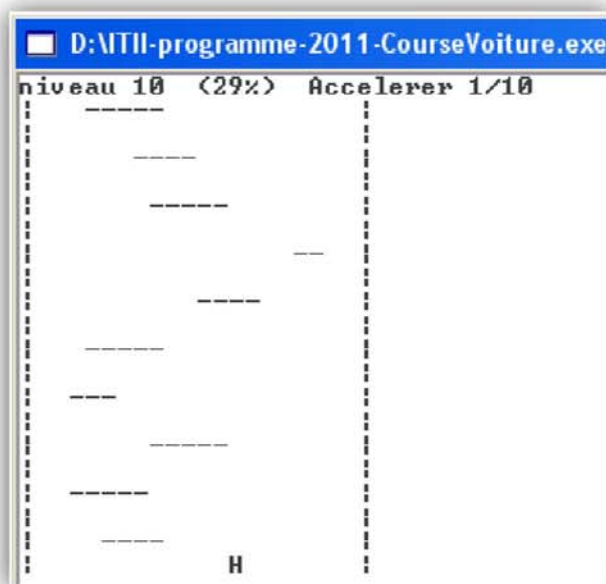 D:\ITII-programme-2011-CourseVoiture.exe
niveau 10 (29%) Accelerer 1/10
¦ ----- ¦
¦ ---- ¦
¦ ----- ¦
¦ -- ¦
¦ ---- ¦
¦ ----- ¦
¦ --- ¦
¦ ----- ¦
¦ ----- ¦
¦ ---- ¦
¦ H ¦